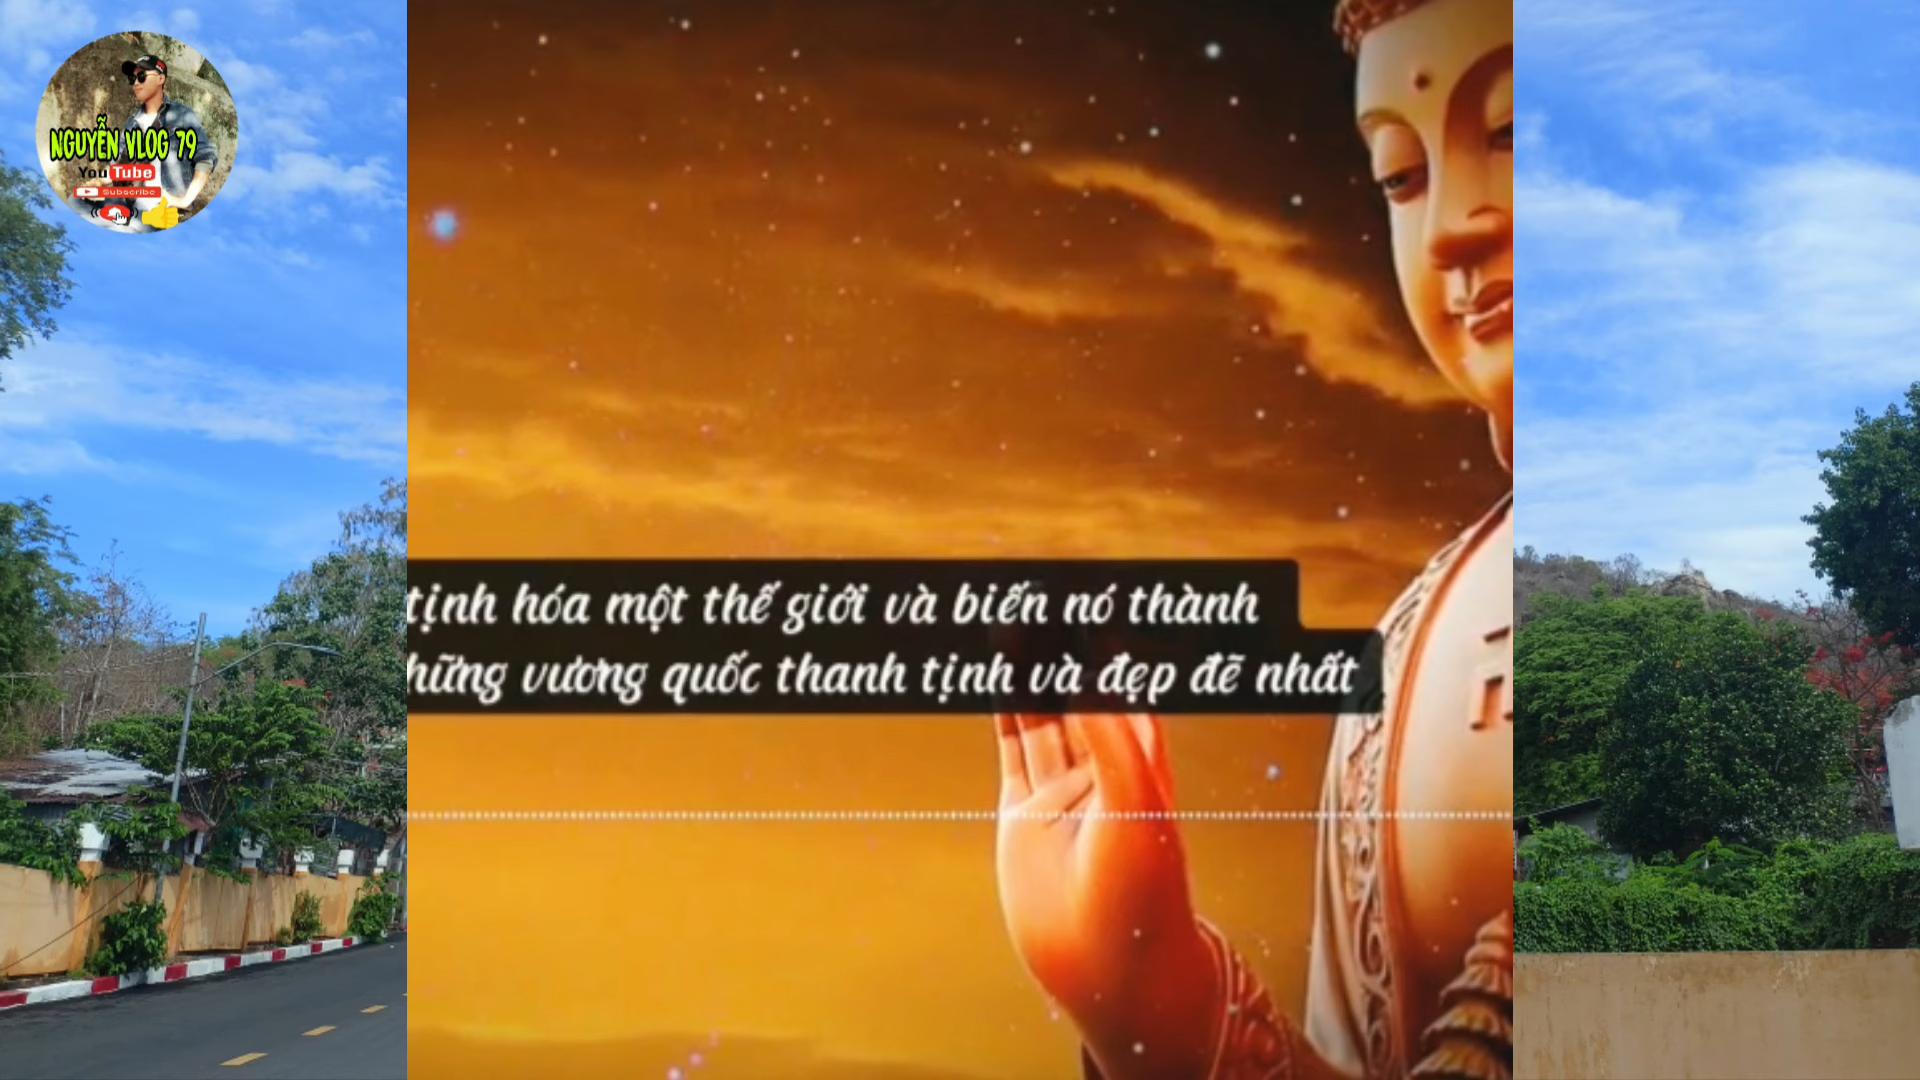 NGUYỄN VLOG 79
YouTube
Subscribe
tịnh hóa một thế giới và biến nó thành
hững vương quốc thanh tịnh và đẹp đẽ nhất